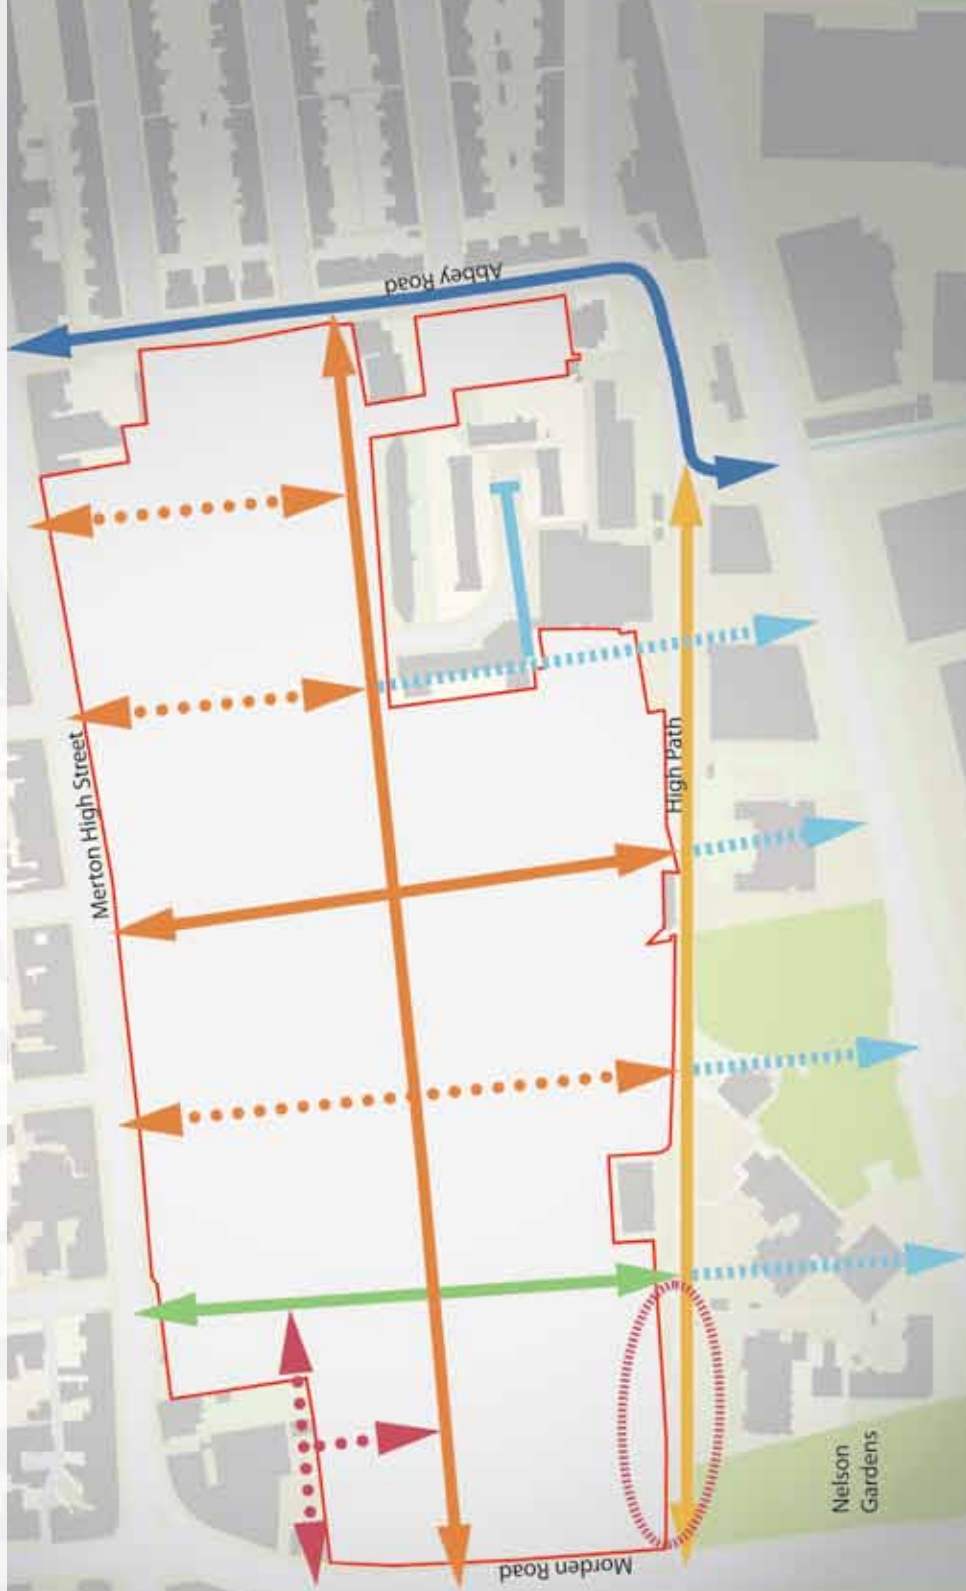 Abbey Road
Merton High Street
High Path
Nelson
Gardens
Morden Road